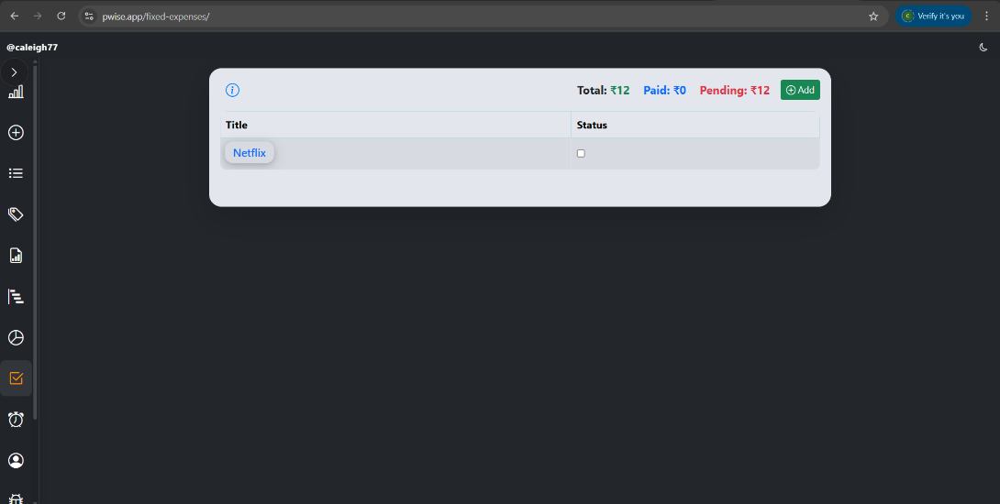 pwise.app/fixed-expenses/
Verify it's you
@caleigh77
Total: ₹12 Paid: ₹0 Pending: ₹12 Add
Title Status
Netflix